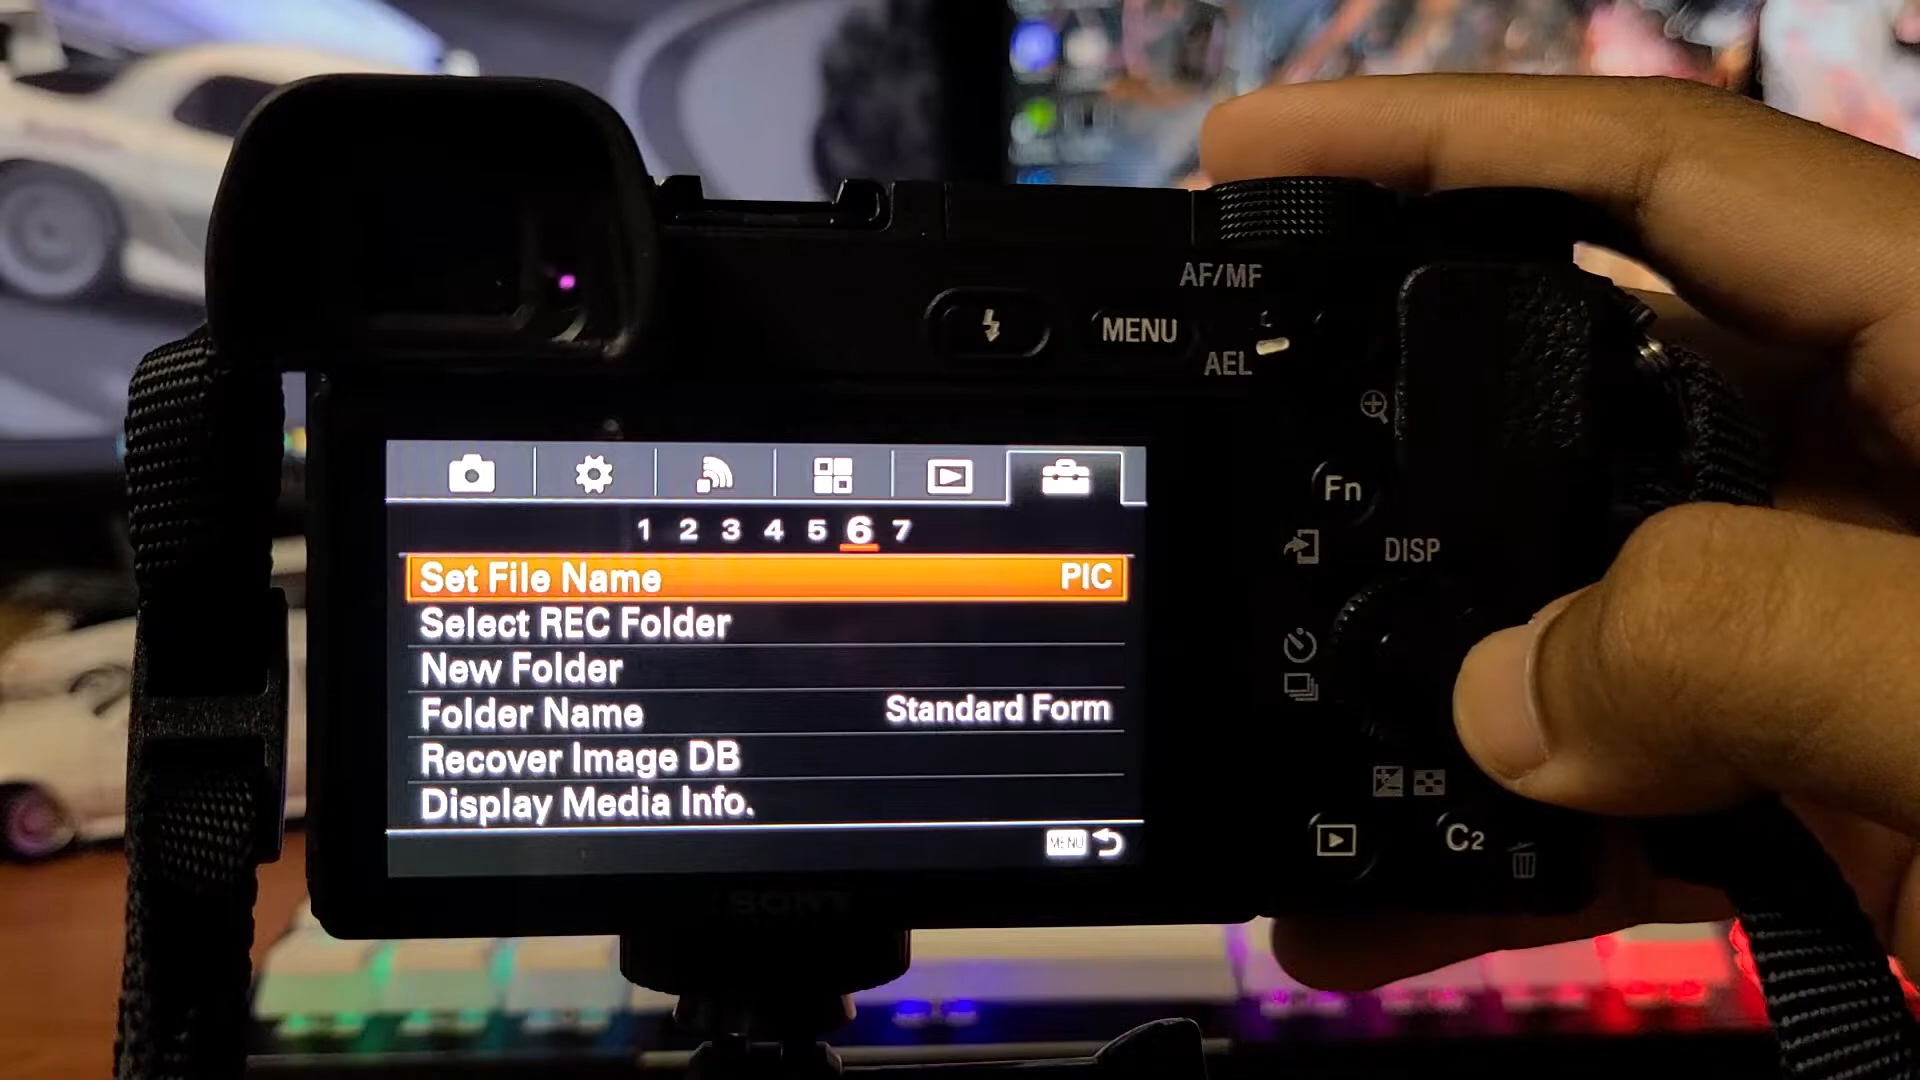 AF/MF
MENU
AEL
Fn
DISP
1 2 3 4 5 6 7
Set File Name PIC
Select REC Folder
New Folder
Folder Name Standard Form
Recover Image DB
Display Media Info.
MENU
SONY
C2